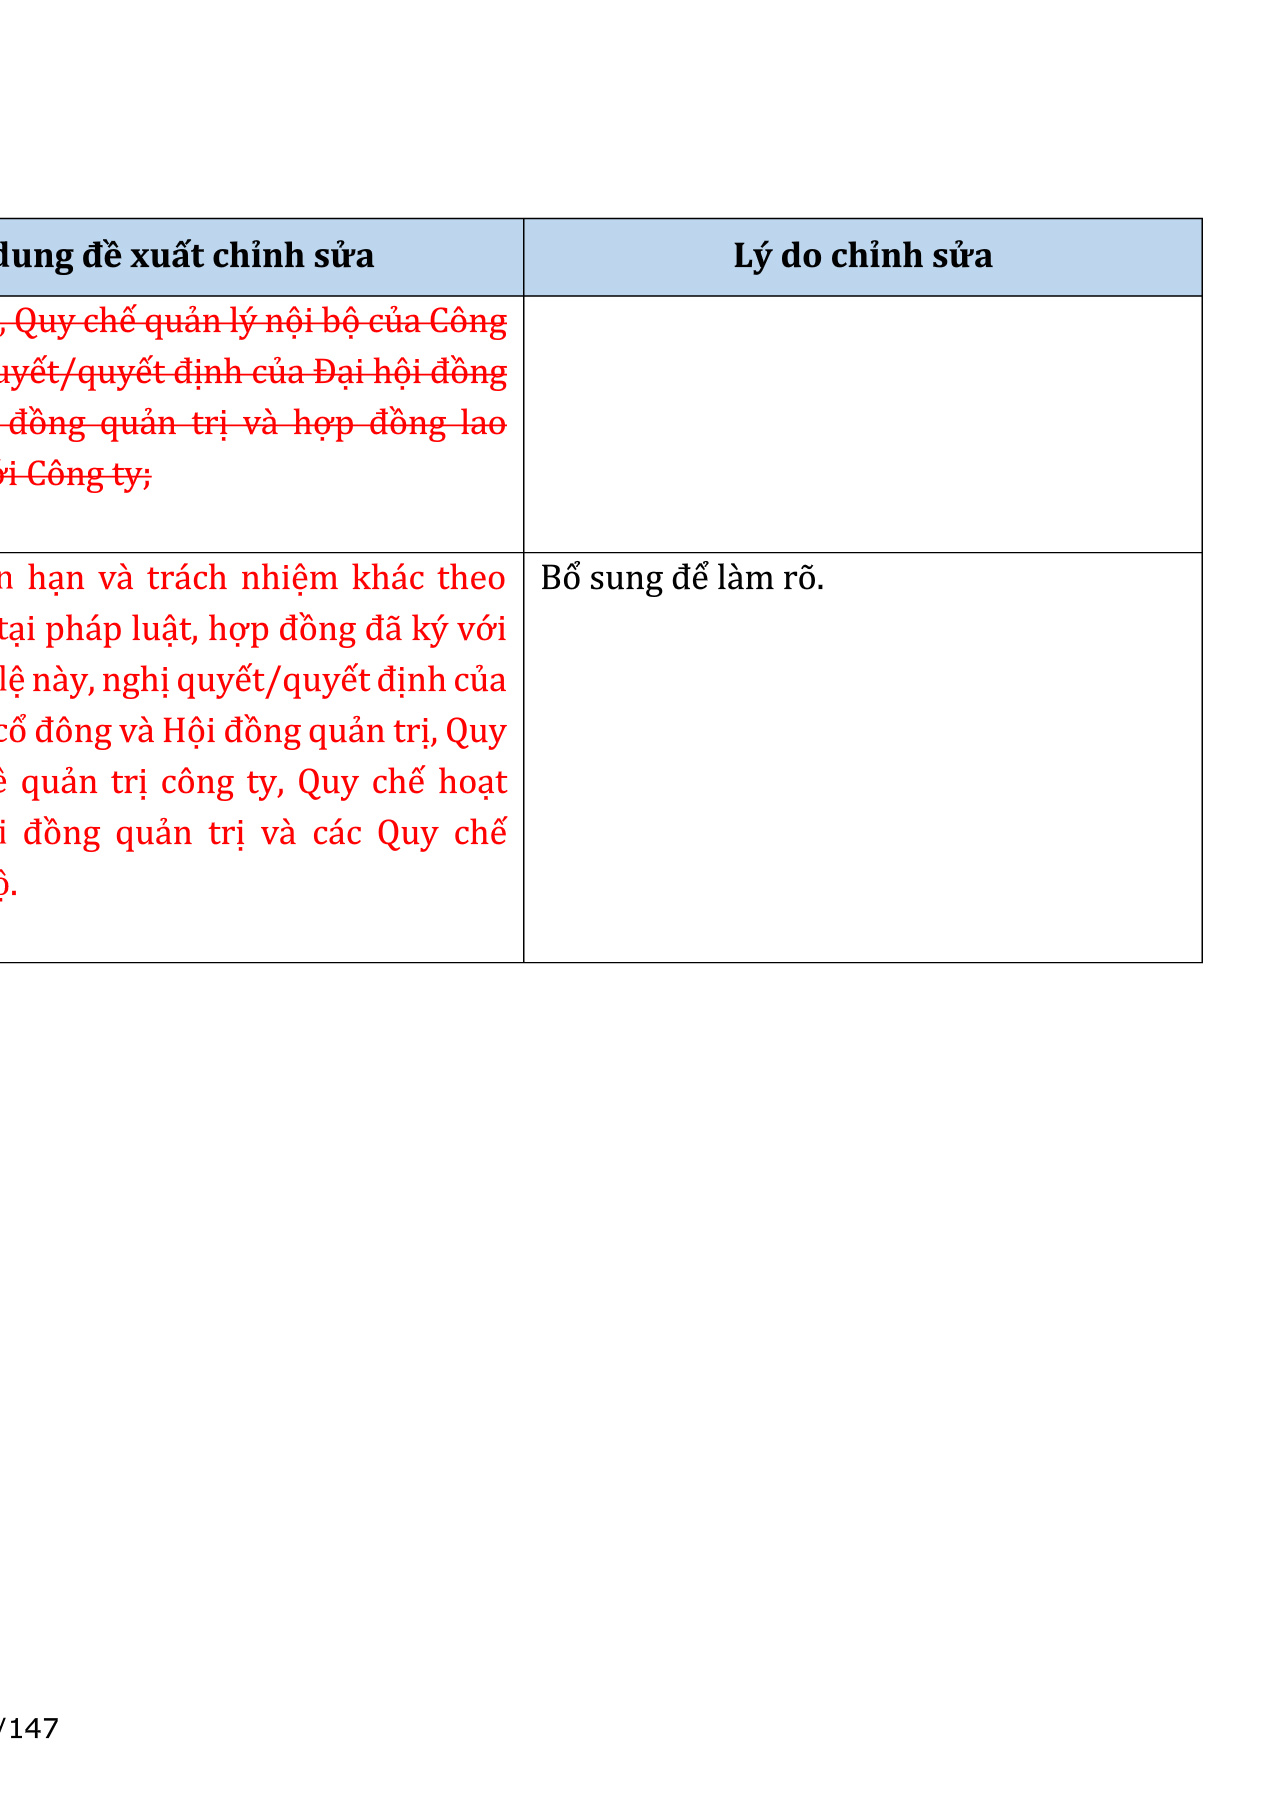 dung đề xuất chỉnh sửa
Lý do chỉnh sửa
, Quy chế quản lý nội bộ của Công
uyết/quyết định của Đại hội đồng
đồng quản trị và hợp đồng lao
ới Công ty;
n hạn và trách nhiệm khác theo
tại pháp luật, hợp đồng đã ký với
lệ này, nghị quyết/quyết định của
cổ đông và Hội đồng quản trị, Quy
quản trị công ty, Quy chế hoạt
i đồng quản trị và các Quy chế
ộ.
Bổ sung để làm rõ.
/147